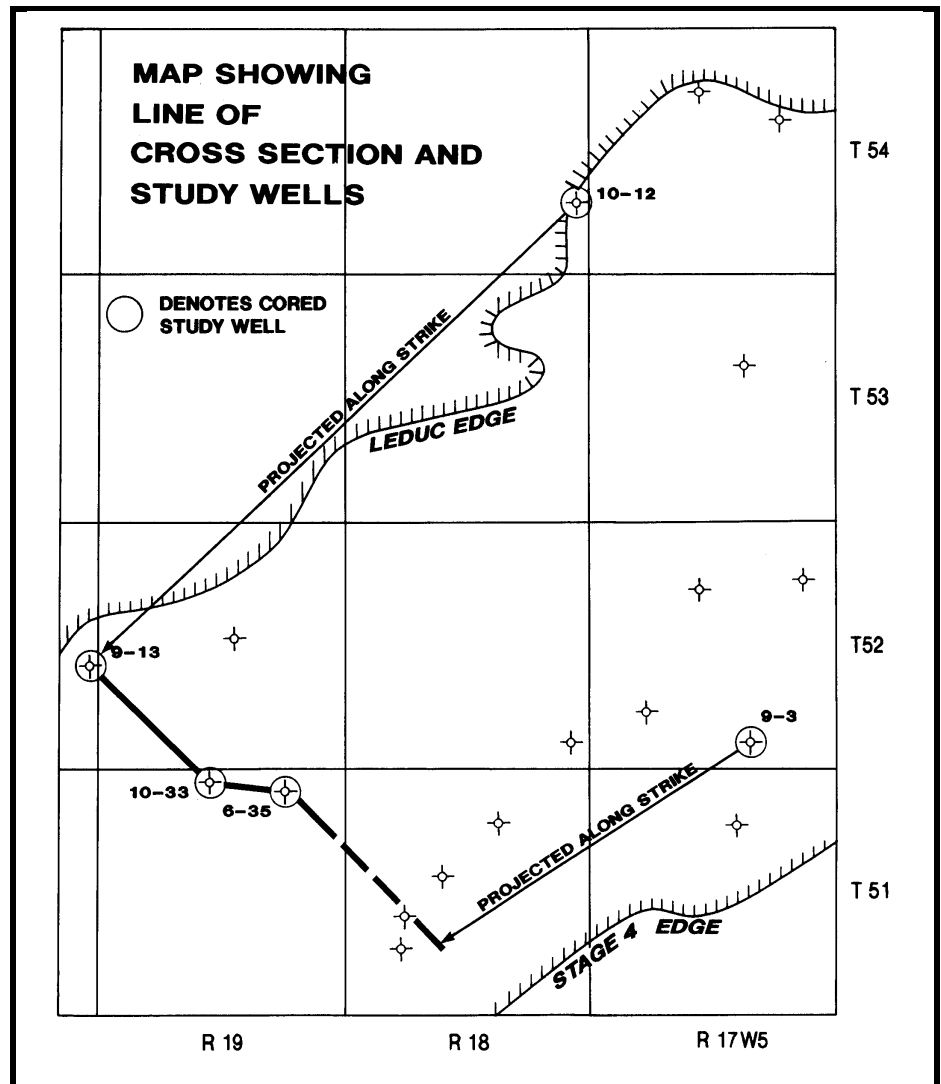 MAP SHOWING
LINE OF
CROSS SECTION AND
STUDY WELLS
T 54
10-12
DENOTES CORED
STUDY WELL
PROJECTED ALONG STRIKE
T 53
LEDUC EDGE
T52
9-13
9-3
10-33
6-35
PROJECTED ALONG STRIKE
T 51
STAGE 4 EDGE
R 19
R 18
R 17W5